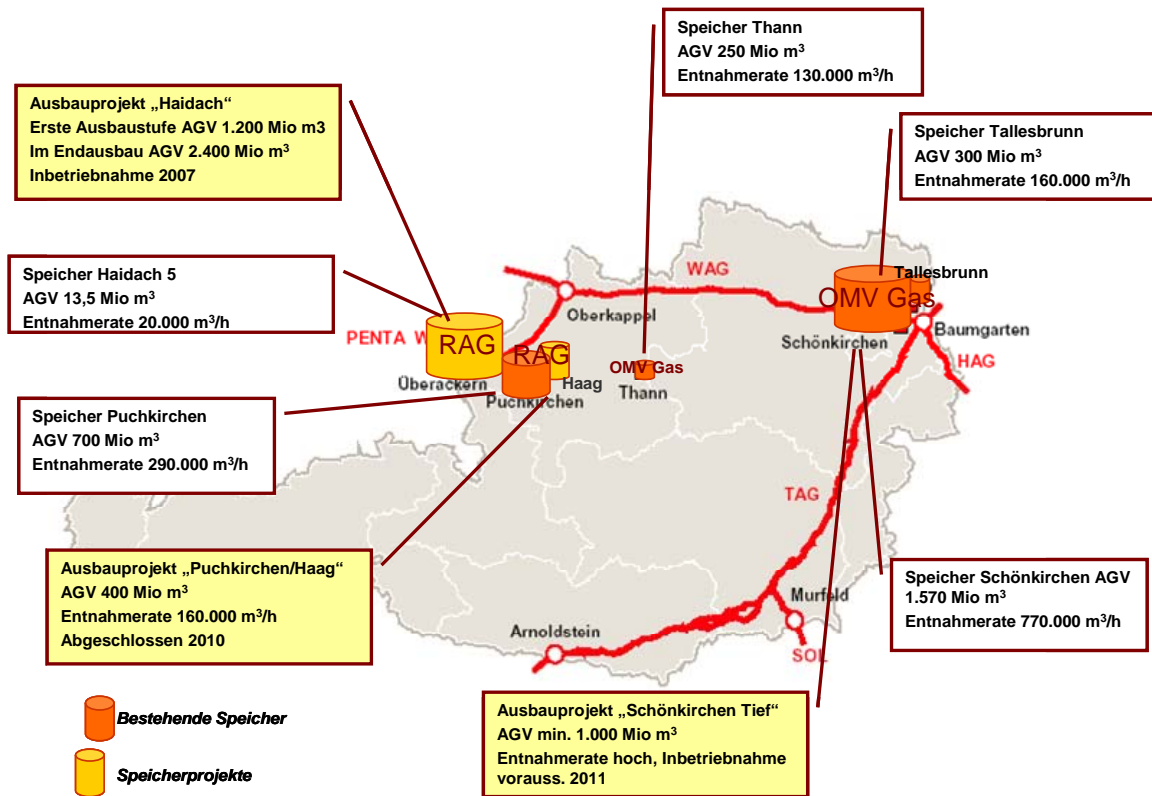 Speicher Thann
AGV 250 Mio m³
Entnahmerate 130.000 m³/h
Ausbauprojekt „Haidach“
Erste Ausbaustufe AGV 1.200 Mio m3
Im Endausbau AGV 2.400 Mio m³
Inbetriebnahme 2007
Speicher Tallesbrunn
AGV 300 Mio m³
Entnahmerate 160.000 m³/h
Speicher Haidach 5
AGV 13,5 Mio m³
Entnahmerate 20.000 m³/h
WAG
Tallesbrunn
OMV Gas
Oberkappel
Baumgarten
Schönkirchen
PENTA W
RAG
RAG
HAG
OMV Gas
Haag
Überackern
Thann
Puchkirchen
Speicher Puchkirchen
AGV 700 Mio m³
Entnahmerate 290.000 m³/h
TAG
Ausbauprojekt „Puchkirchen/Haag“
AGV 400 Mio m³
Entnahmerate 160.000 m³/h
Abgeschlossen 2010
Speicher Schönkirchen AGV
1.570 Mio m³
Entnahmerate 770.000 m³/h
Murfeld
Arnoldstein
SOL
Ausbauprojekt „Schönkirchen Tief“
AGV min. 1.000 Mio m³
Entnahmerate hoch, Inbetriebnahme
vorauss. 2011
Bestehende Speicher
Speicherprojekte